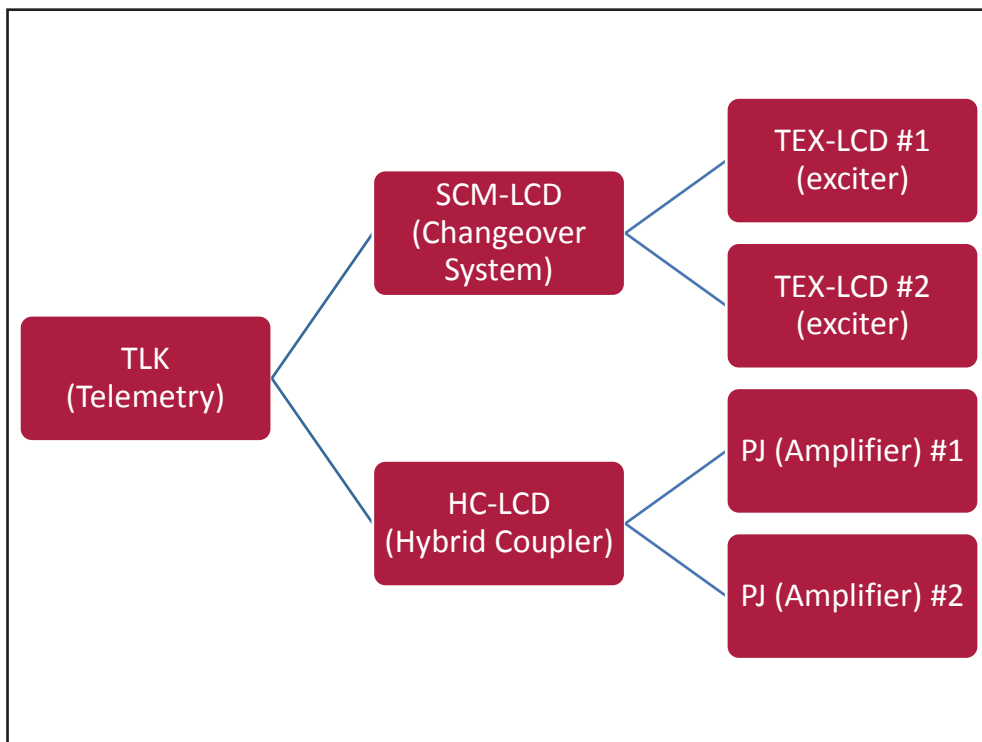 TLK
(Telemetry)
SCM-LCD
(Changeover
System)
HC-LCD
(Hybrid Coupler)
TEX-LCD #1
(exciter)
TEX-LCD #2
(exciter)
PJ (Amplifier) #1
PJ (Amplifier) #2